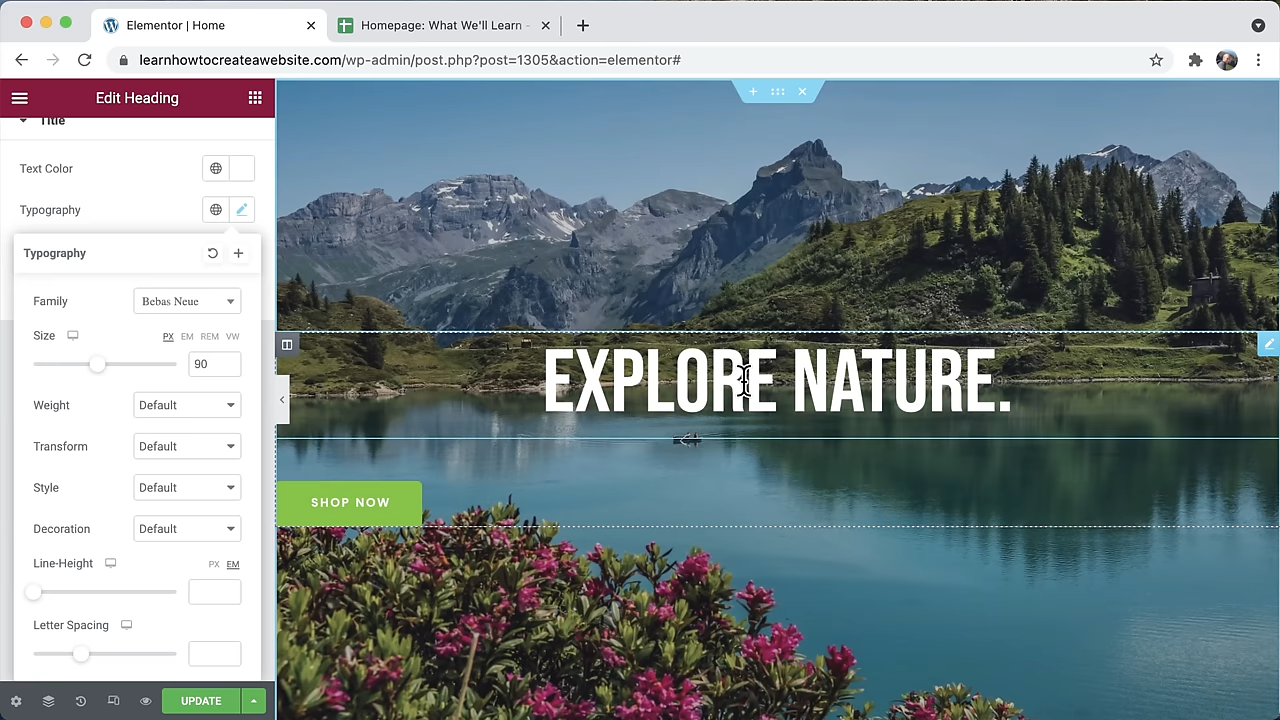 Elementor | Home
Homepage: What We'll Learn -
learnhowtocreateawebsite.com/wp-admin/post.php?post=1305&action=elementor#
Edit Heading
Title
Text Color
Typography
Typography
Family
Bebas Neue
Size
PX EM REM VW
90
Weight
Default
Transform
Default
Style
Default
Decoration
Default
Line-Height
PX EM
Letter Spacing
UPDATE
EXPLORE NATURE.
SHOP NOW